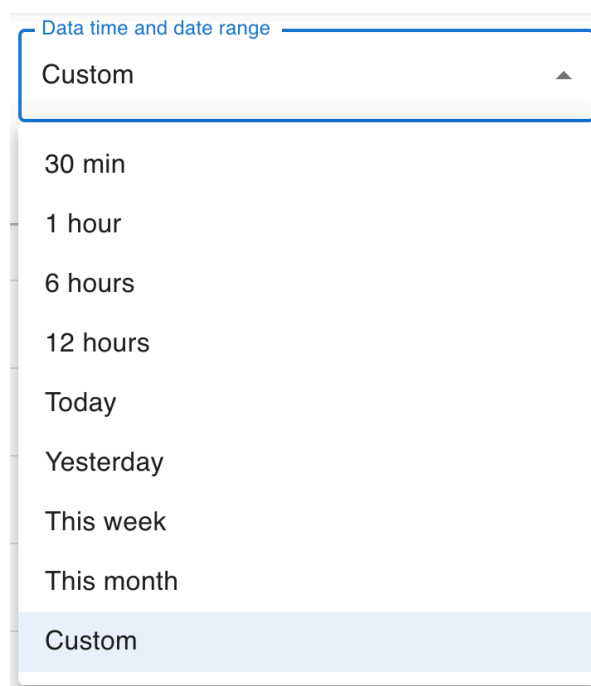 Data time and date range
Custom
30 min
1 hour
6 hours
12 hours
Today
Yesterday
This week
This month
Custom